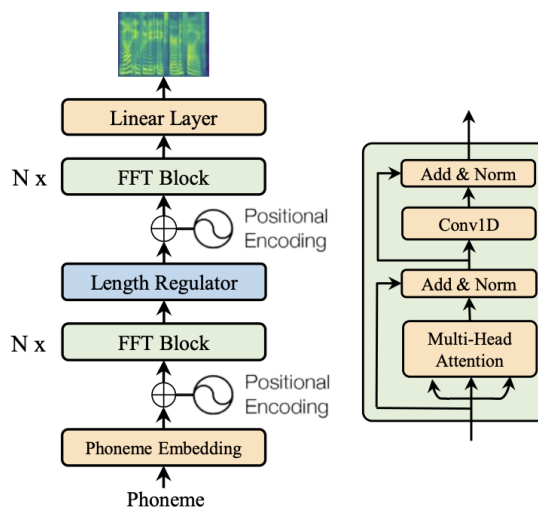 Linear Layer
N x
FFT Block
Positional
Encoding
Length Regulator
N x
FFT Block
Positional
Encoding
Phoneme Embedding
Phoneme
Add & Norm
Conv1D
Add & Norm
Multi-Head
Attention